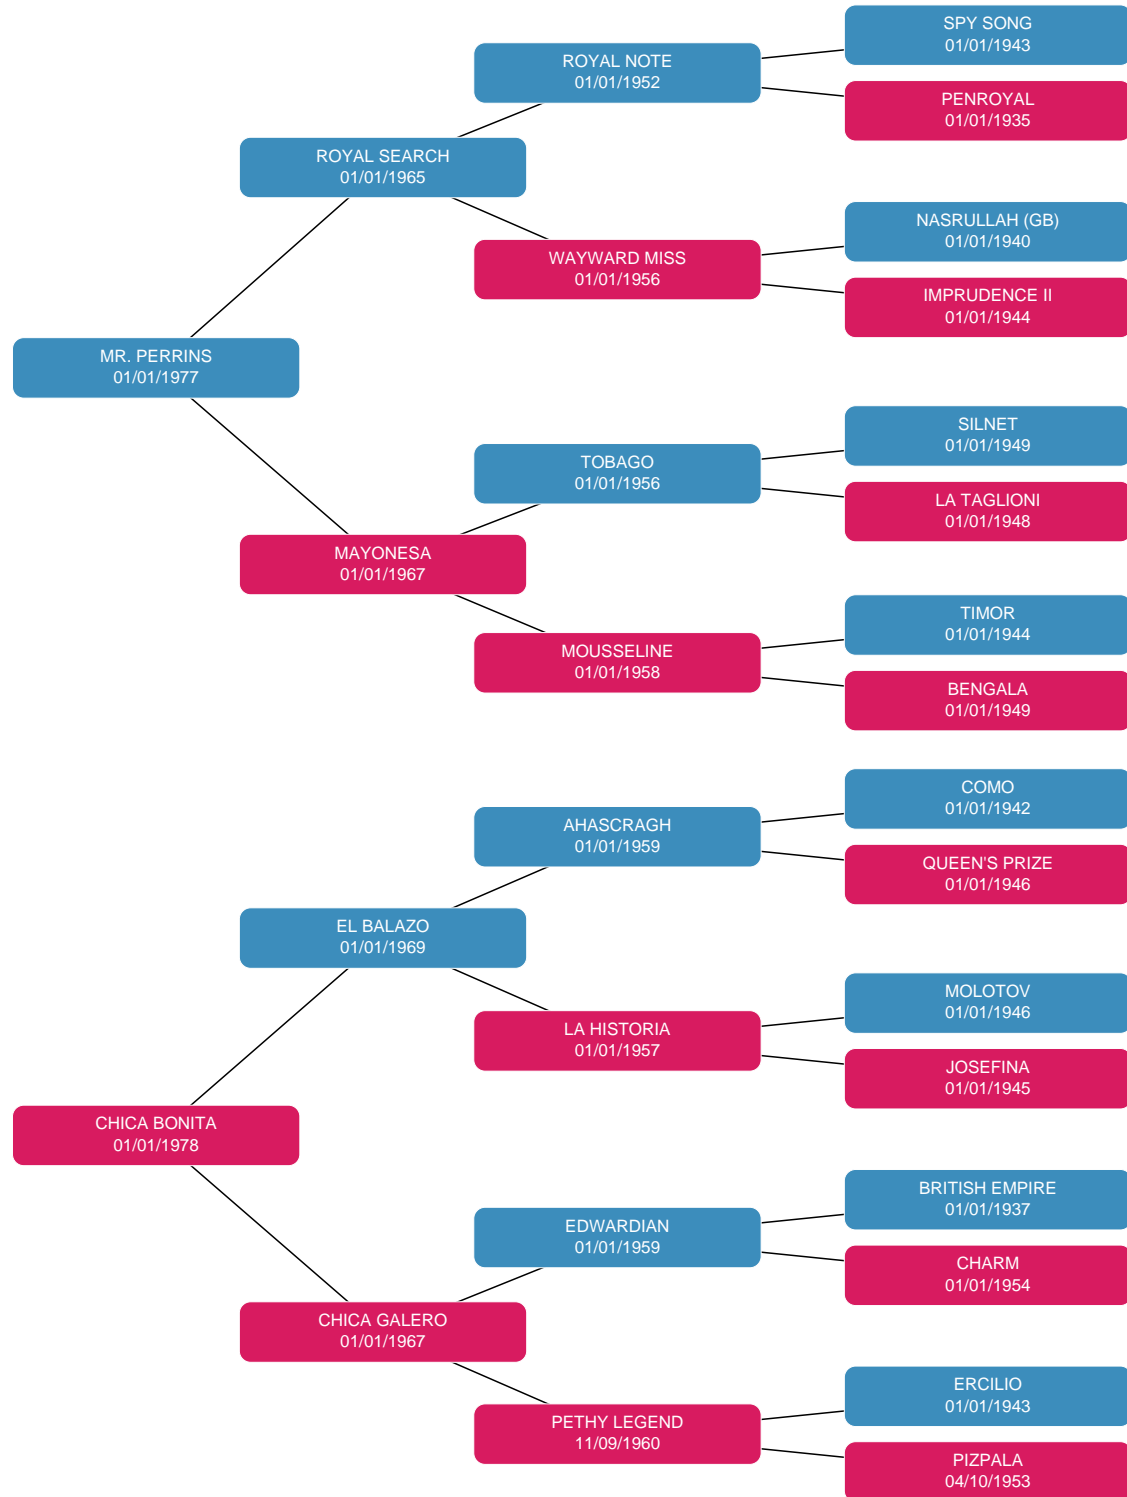 SPY SONG
01/01/1943
ROYAL NOTE
01/01/1952
PENROYAL
01/01/1935
ROYAL SEARCH
01/01/1965
NASRULLAH (GB)
01/01/1940
WAYWARD MISS
01/01/1956
IMPRUDENCE II
01/01/1944
MR. PERRINS
01/01/1977
SILNET
01/01/1949
TOBAGO
01/01/1956
LA TAGLIONI
01/01/1948
MAYONESA
01/01/1967
TIMOR
01/01/1944
MOUSSELINE
01/01/1958
BENGALA
01/01/1949
COMO
01/01/1942
AHASCRAGH
01/01/1959
QUEEN'S PRIZE
01/01/1946
EL BALAZO
01/01/1969
MOLOTOV
01/01/1946
LA HISTORIA
01/01/1957
JOSEFINA
01/01/1945
CHICA BONITA
01/01/1978
BRITISH EMPIRE
01/01/1937
EDWARDIAN
01/01/1959
CHARM
01/01/1954
CHICA GALERO
01/01/1967
ERCILIO
01/01/1943
PETHY LEGEND
11/09/1960
PIZPALA
04/10/1953